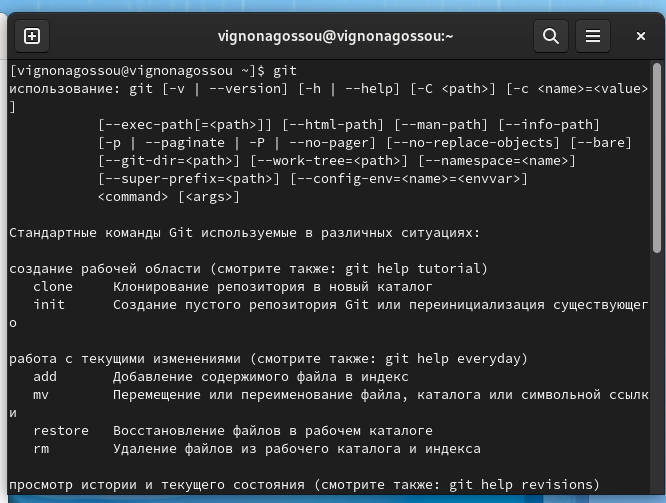 vignonagossou@vignonagossou:~
[vignonagossou@vignonagossou ~]$ git
использование: git [-v | --version] [-h | --help] [-C <path>] [-c <name>=<value>
]
           [--exec-path[=<path>]] [--html-path] [--man-path] [--info-path]
           [-p | --paginate | -P | --no-pager] [--no-replace-objects] [--bare]
           [--git-dir=<path>] [--work-tree=<path>] [--namespace=<name>]
           [--super-prefix=<path>] [--config-env=<name>=<envvar>]
           <command> [<args>]
Стандартные команды Git используемые в различных ситуациях:
создание рабочей области (смотрите также: git help tutorial)
   clone     Клонирование репозитория в новый каталог
   init      Создание пустого репозитория Git или переинициализация существующег
о
работа с текущими изменениями (смотрите также: git help everyday)
   add       Добавление содержимого файла в индекс
   mv        Перемещение или переименование файла, каталога или символьной ссылк
и
   restore   Восстановление файлов в рабочем каталоге
   rm        Удаление файлов из рабочего каталога и индекса
просмотр истории и текущего состояния (смотрите также: git help revisions)